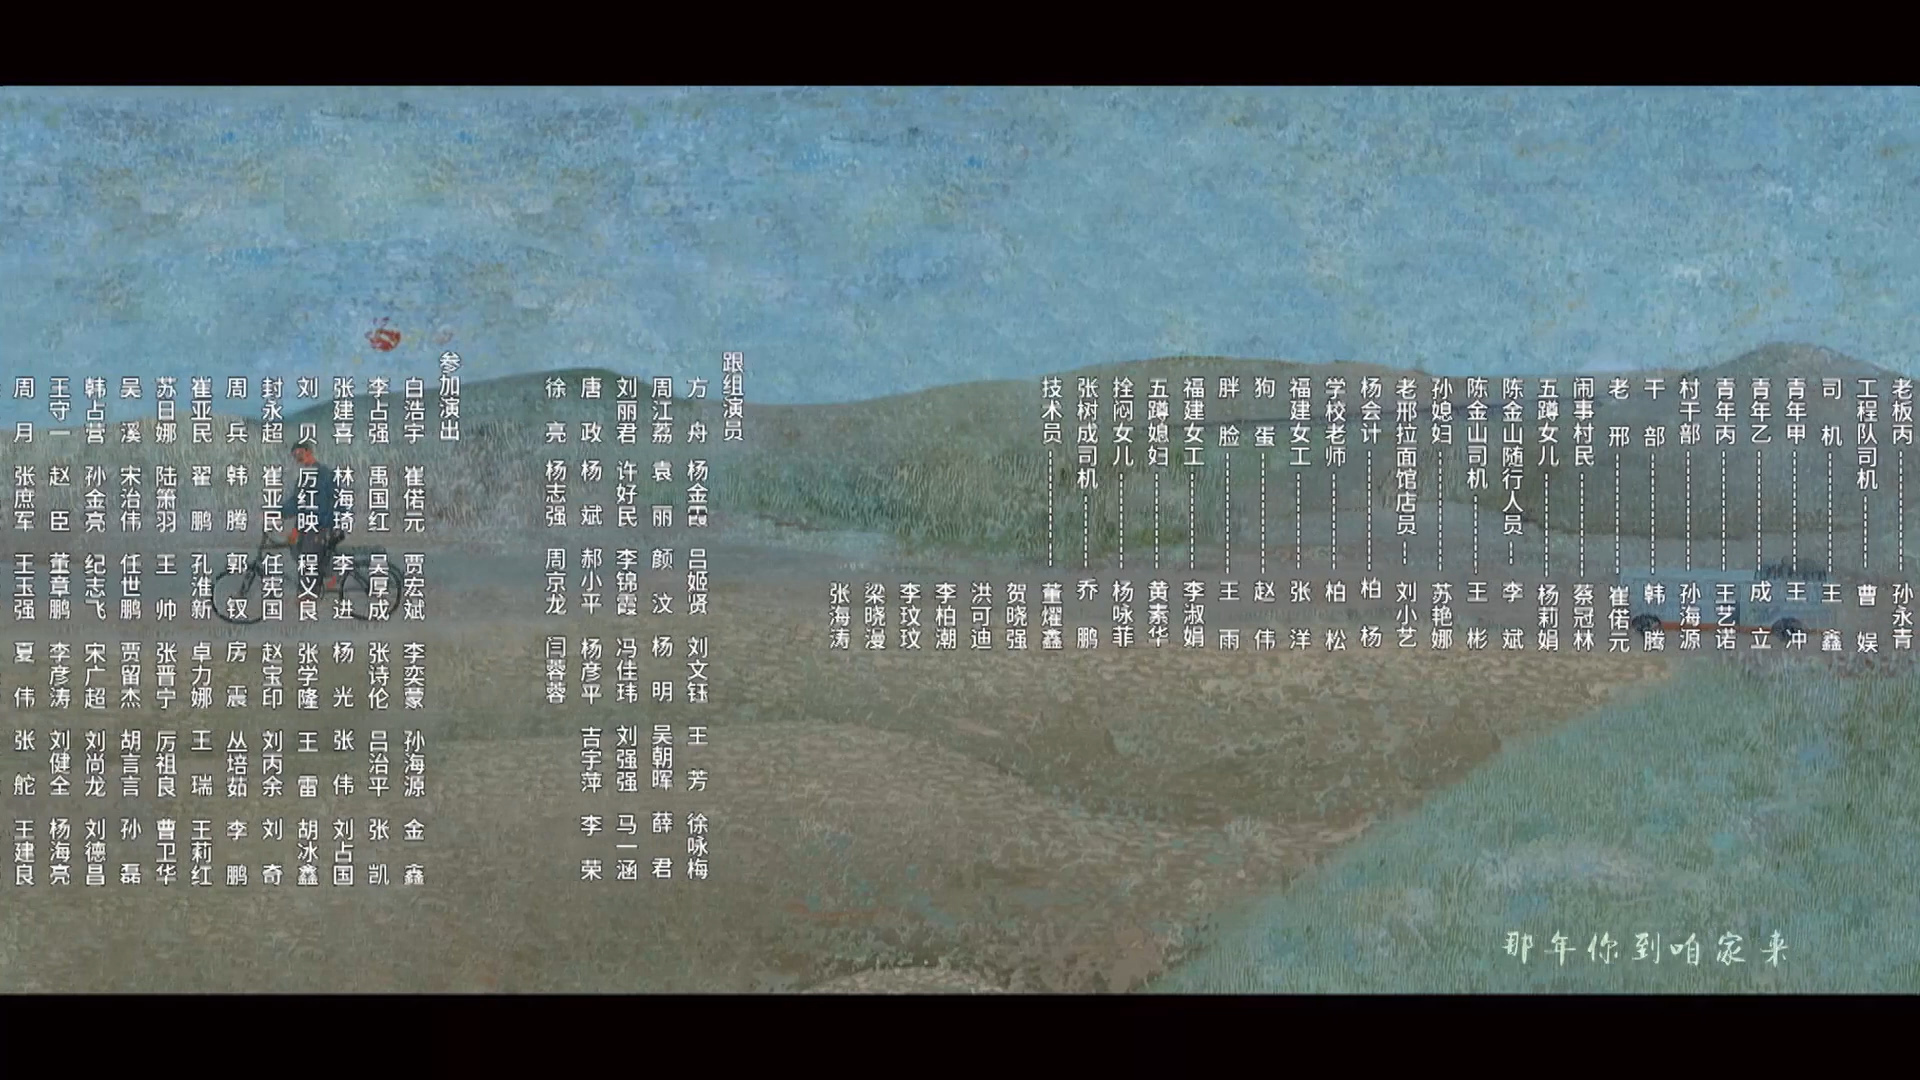 老板丙 孙永青
工程队司机 曹娱
司机 王鑫
青年甲 王冲
青年乙 成立
青年丙 王艺诺
村干部 孙海源
干部 韩腾
老邢 崔偌元
闹事村民 蔡冠林
五蹲女儿 杨莉娟
陈金山随行人员 李斌
陈金山司机 王彬
孙媳妇 苏艳娜
老邢拉面馆店员 刘小艺
杨会计 柏杨
学校老师 柏松
福建女工 张洋
狗蛋 赵伟
胖脸 王雨
福建女工 李淑娟
五蹲媳妇 黄素华
拴闷女儿 杨咏菲
张树成司机 乔鹏
技术员 董耀鑫
贺晓强
洪可迪
李柏潮
李玟玟
梁晓漫
张海涛
跟组演员
方舟 杨金霞 吕姬贤 刘文钰 王芳 徐咏梅
周江荔 袁丽 颜汶 杨明 吴朝晖 薛君
刘丽君 许好民 李锦霞 冯佳玮 刘强强 马一涵
唐政 杨斌 郝小平 杨彦平 吉宇萍 李荣
徐亮 杨志强 周京龙 闫蓉蓉
参加演出
白浩宇 崔偌元 贾宏斌 李奕蒙 孙海源 金鑫
李占强 禹国红 吴厚成 张诗伦 吕治平 张凯
张建喜 林海琦 李进 杨光 张伟 刘占国
刘贝 厉红映 程义良 张学隆 王雷 胡冰鑫
封永超 崔亚民 任宪国 赵宝印 刘丙余 刘奇
周兵 韩腾 郭钗 房震 丛培茹 李鹏
崔亚民 翟鹏 孔淮新 卓力娜 王瑞 王莉红
苏日娜 陆箫羽 王帅 张晋宁 厉祖良 曹卫华
吴溪 宋治伟 任世鹏 贾留杰 胡言言 孙磊
韩占营 孙金亮 纪志飞 宋广超 刘尚龙 刘德昌
王守一 赵臣 董章鹏 李彦涛 刘健全 杨海亮
周月 张庶军 王玉强 夏伟 张舵 王建良
那年你到咱家来